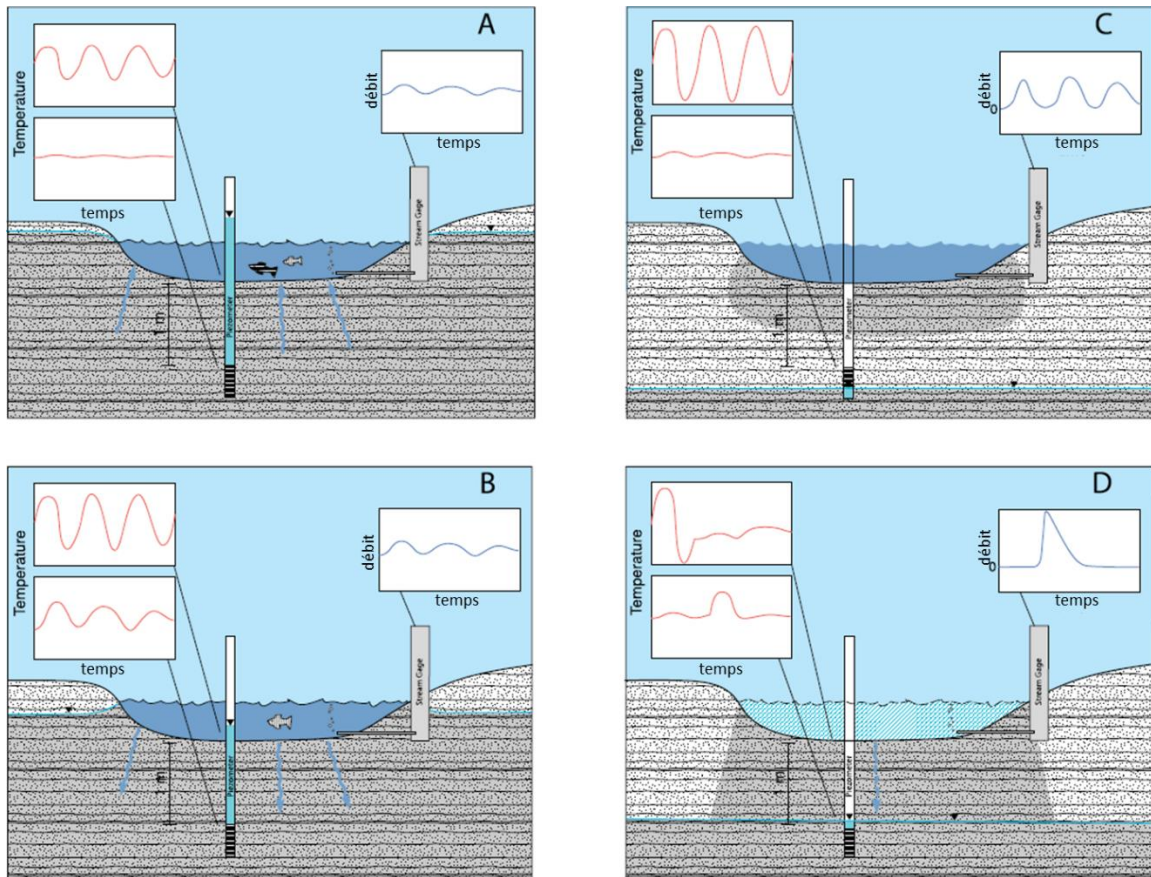 A
Temperature
débit
temps
temps
Stream Gage
Piezometer
1 m
C
Temperature
débit
0
temps
temps
Stream Gage
Piezometer
1 m
B
Temperature
débit
temps
temps
Stream Gage
Piezometer
1 m
D
Temperature
débit
0
temps
temps
Stream Gage
Piezometer
1 m